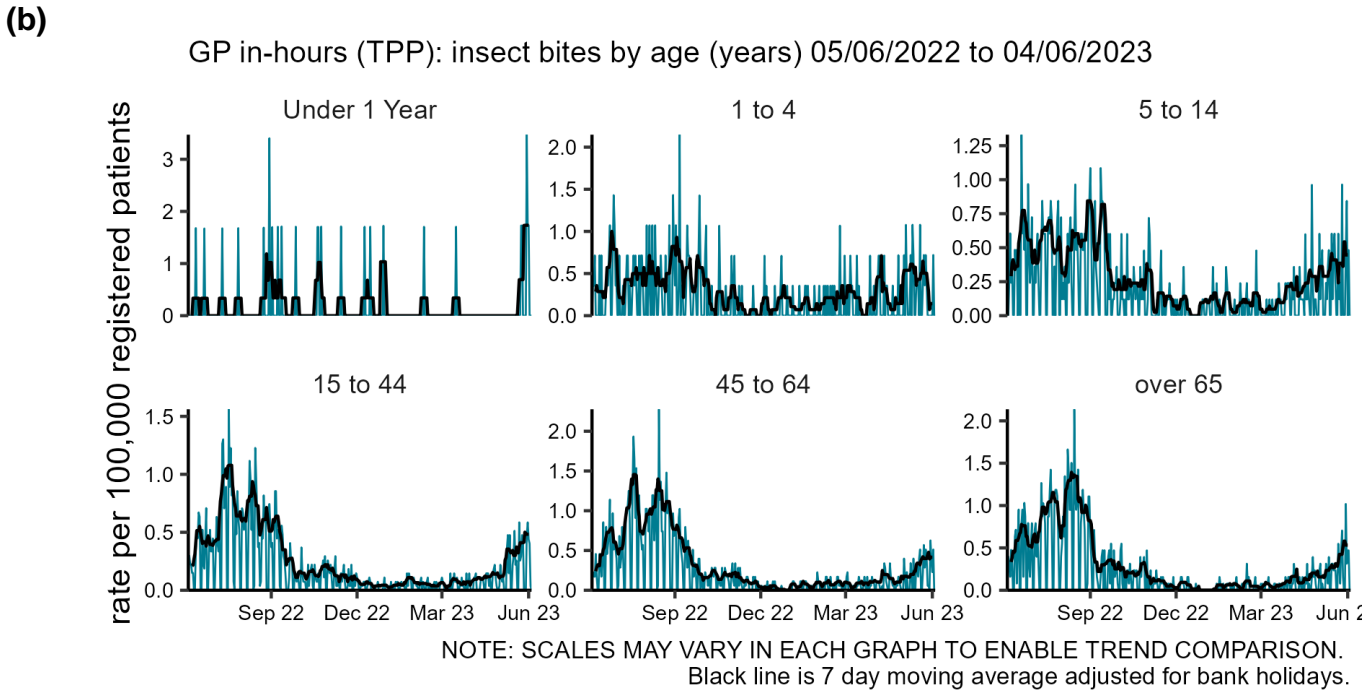 (b)
GP in-hours (TPP): insect bites by age (years) 05/06/2022 to 04/06/2023
rate per 100,000 registered patients
Under 1 Year
3
2
1
0
1 to 4
2.0
1.5
1.0
0.5
0.0
5 to 14
1.25
1.00
0.75
0.50
0.25
0.00
15 to 44
1.5
1.0
0.5
0.0
Sep 22 Dec 22 Mar 23 Jun 23
45 to 64
2.0
1.5
1.0
0.5
0.0
Sep 22 Dec 22 Mar 23 Jun 23
over 65
2.0
1.5
1.0
0.5
0.0
Sep 22 Dec 22 Mar 23 Jun 2
NOTE: SCALES MAY VARY IN EACH GRAPH TO ENABLE TREND COMPARISON.
Black line is 7 day moving average adjusted for bank holidays.